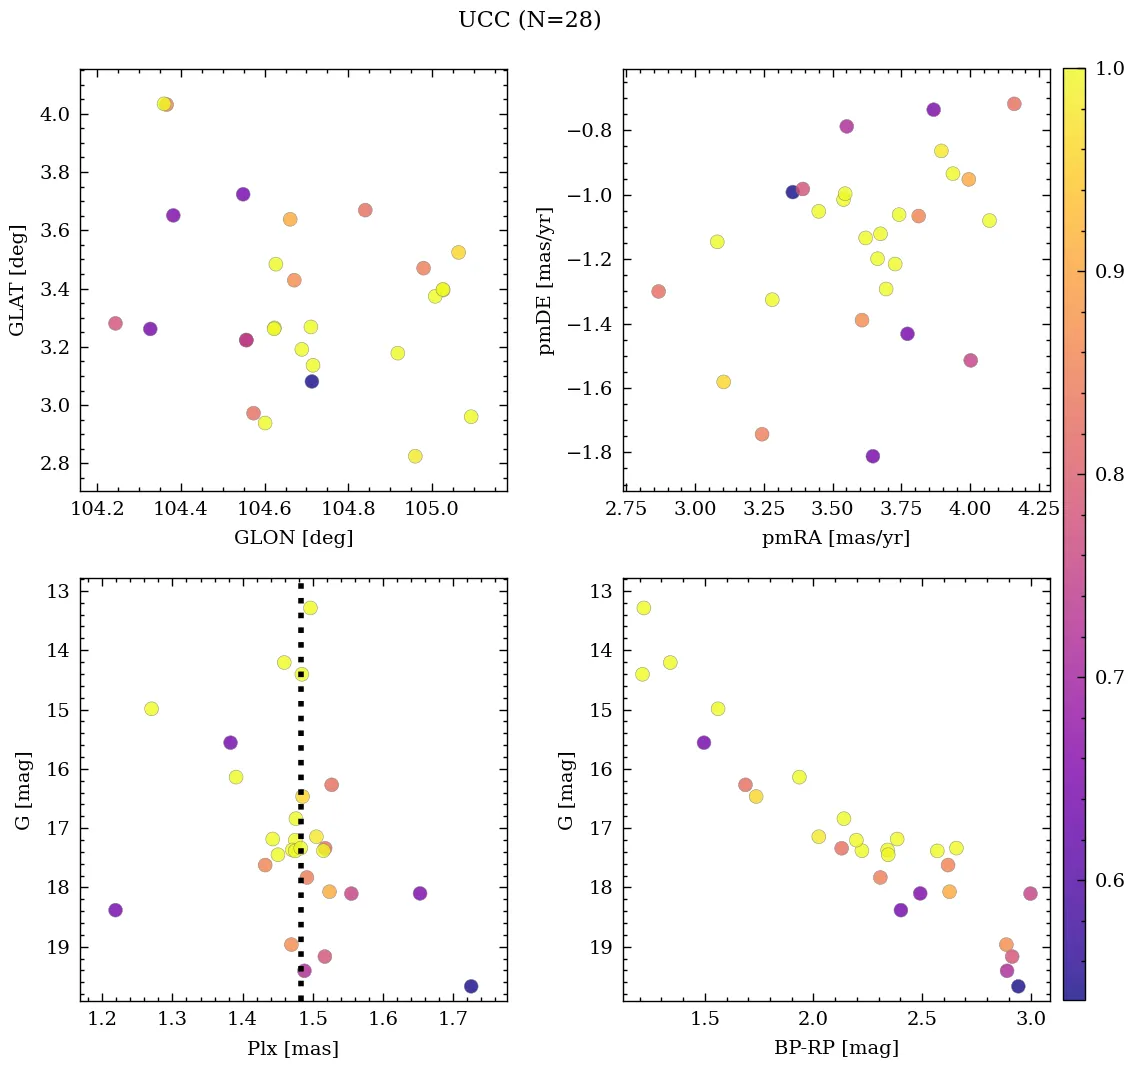 UCC (N=28)
4.0
3.8
3.6
3.4
3.2
3.0
2.8
GLAT [deg]
104.2 104.4 104.6 104.8 105.0
GLON [deg]
−0.8
−1.0
−1.2
−1.4
−1.6
−1.8
pmDE [mas/yr]
2.75 3.00 3.25 3.50 3.75 4.00 4.25
pmRA [mas/yr]
13
14
15
16
17
18
19
G [mag]
1.2 1.3 1.4 1.5 1.6 1.7
Plx [mas]
13
14
15
16
17
18
19
G [mag]
1.5 2.0 2.5 3.0
BP-RP [mag]
1.0
0.9
0.8
0.7
0.6